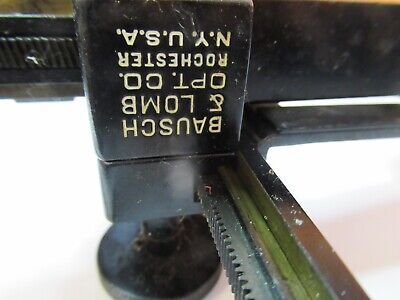 BAUSCH
& LOMB
OPT. CO.
ROCHESTER
N.Y. U.S.A.